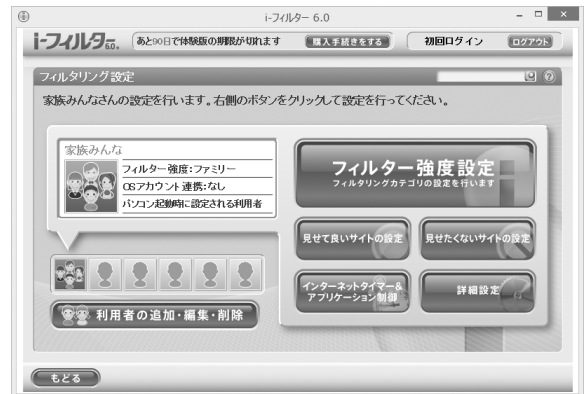 i-フィルター 6.0
i-フィルター 6.0.
あと90日で体験版の期限が切れます
購入手続きをする
初回ログイン
ログアウト
フィルタリング設定
家族みんなさんの設定を行います。右側のボタンをクリックして設定を行ってください。
家族みんな
フィルター強度:ファミリー
OSアカウント連携:なし
パソコン起動時に設定される利用者
フィルター強度設定
フィルタリングカテゴリの設定を行います
見せて良いサイトの設定
見せたくないサイトの設定
インターネットタイマー&
アプリケーション制御
詳細設定
利用者の追加・編集・削除
もどる